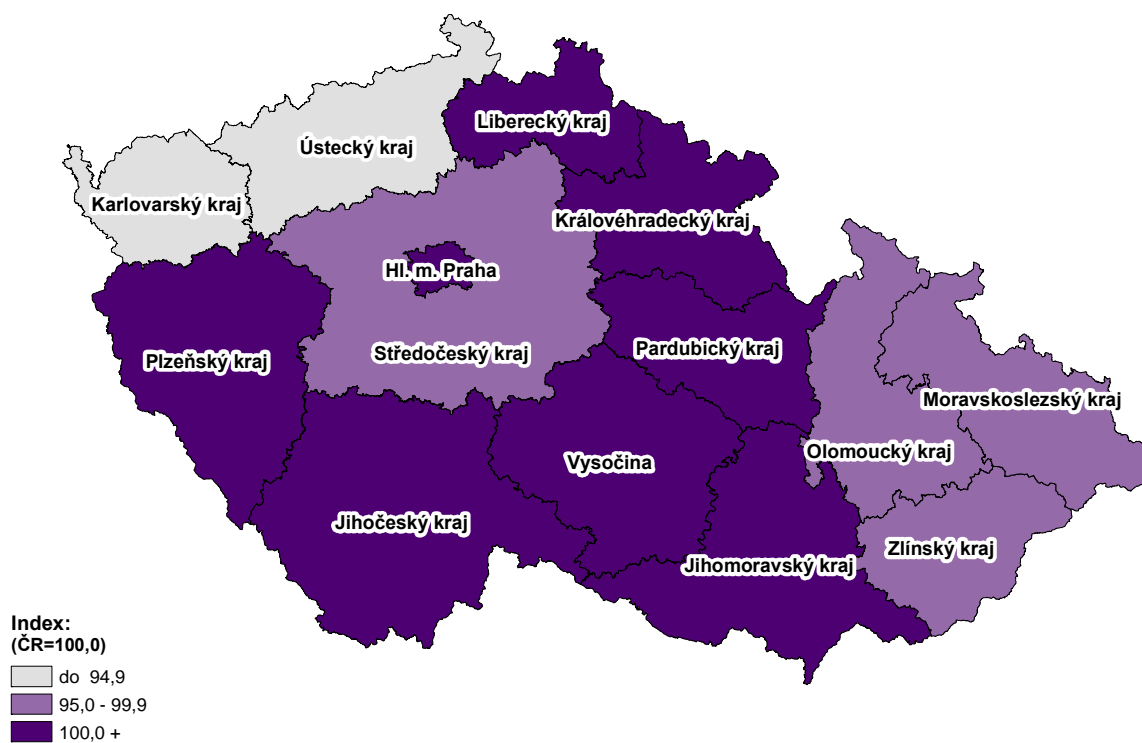 Liberecký kraj
Ústecký kraj
Karlovarský kraj
Královéhradecký kraj
Hl. m. Praha
Pardubický kraj
Středočeský kraj
Plzeňský kraj
Moravskoslezský kraj
Olomoucký kraj
Vysočina
Jihočeský kraj
Zlínský kraj
Jihomoravský kraj
Index:
(ČR=100,0)
do 94,9
95,0 - 99,9
100,0 +